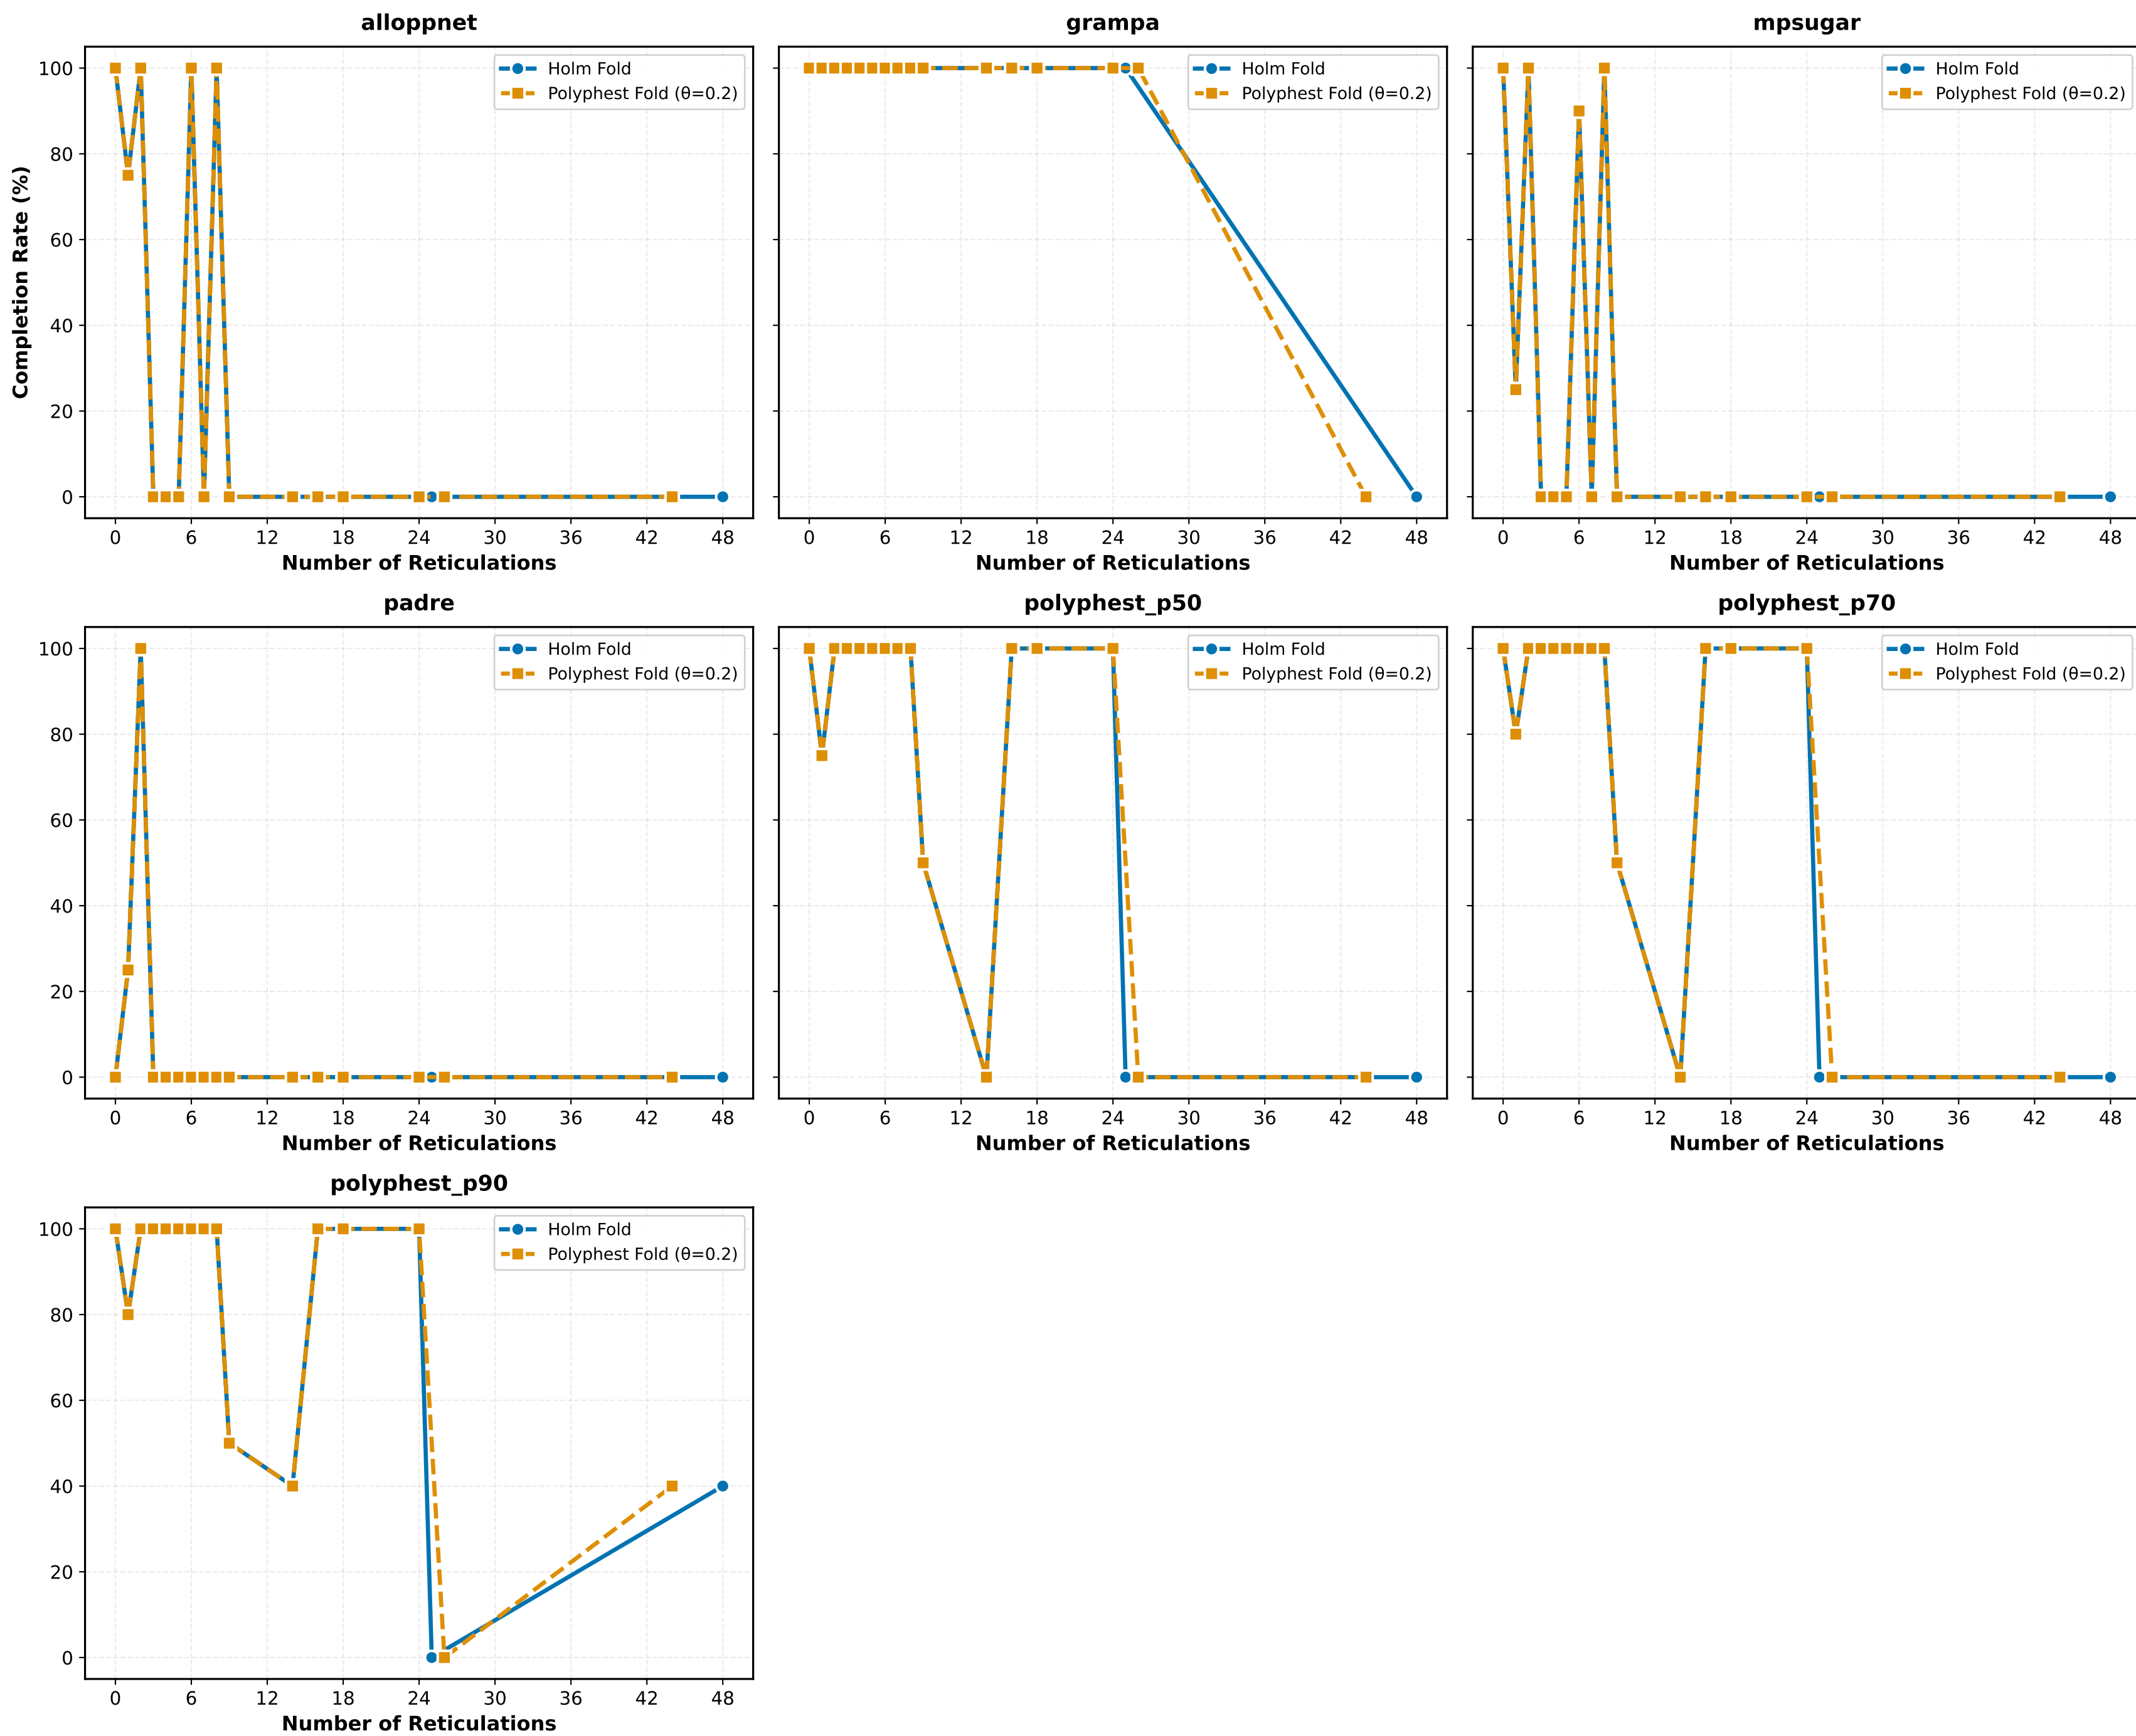 alloppnet
grampa
mpsugar
Completion Rate (%)
100
80
60
40
20
0
Holm Fold
Polyphest Fold (θ=0.2)
Holm Fold
Polyphest Fold (θ=0.2)
Holm Fold
Polyphest Fold (θ=0.2)
0 6 12 18 24 30 36 42 48
0 6 12 18 24 30 36 42 48
0 6 12 18 24 30 36 42 48
Number of Reticulations
Number of Reticulations
Number of Reticulations
padre
polyphest_p50
polyphest_p70
100
80
60
40
20
0
Holm Fold
Polyphest Fold (θ=0.2)
Holm Fold
Polyphest Fold (θ=0.2)
Holm Fold
Polyphest Fold (θ=0.2)
0 6 12 18 24 30 36 42 48
0 6 12 18 24 30 36 42 48
0 6 12 18 24 30 36 42 48
Number of Reticulations
Number of Reticulations
Number of Reticulations
polyphest_p90
100
80
60
40
20
0
Holm Fold
Polyphest Fold (θ=0.2)
0 6 12 18 24 30 36 42 48
Number of Reticulations